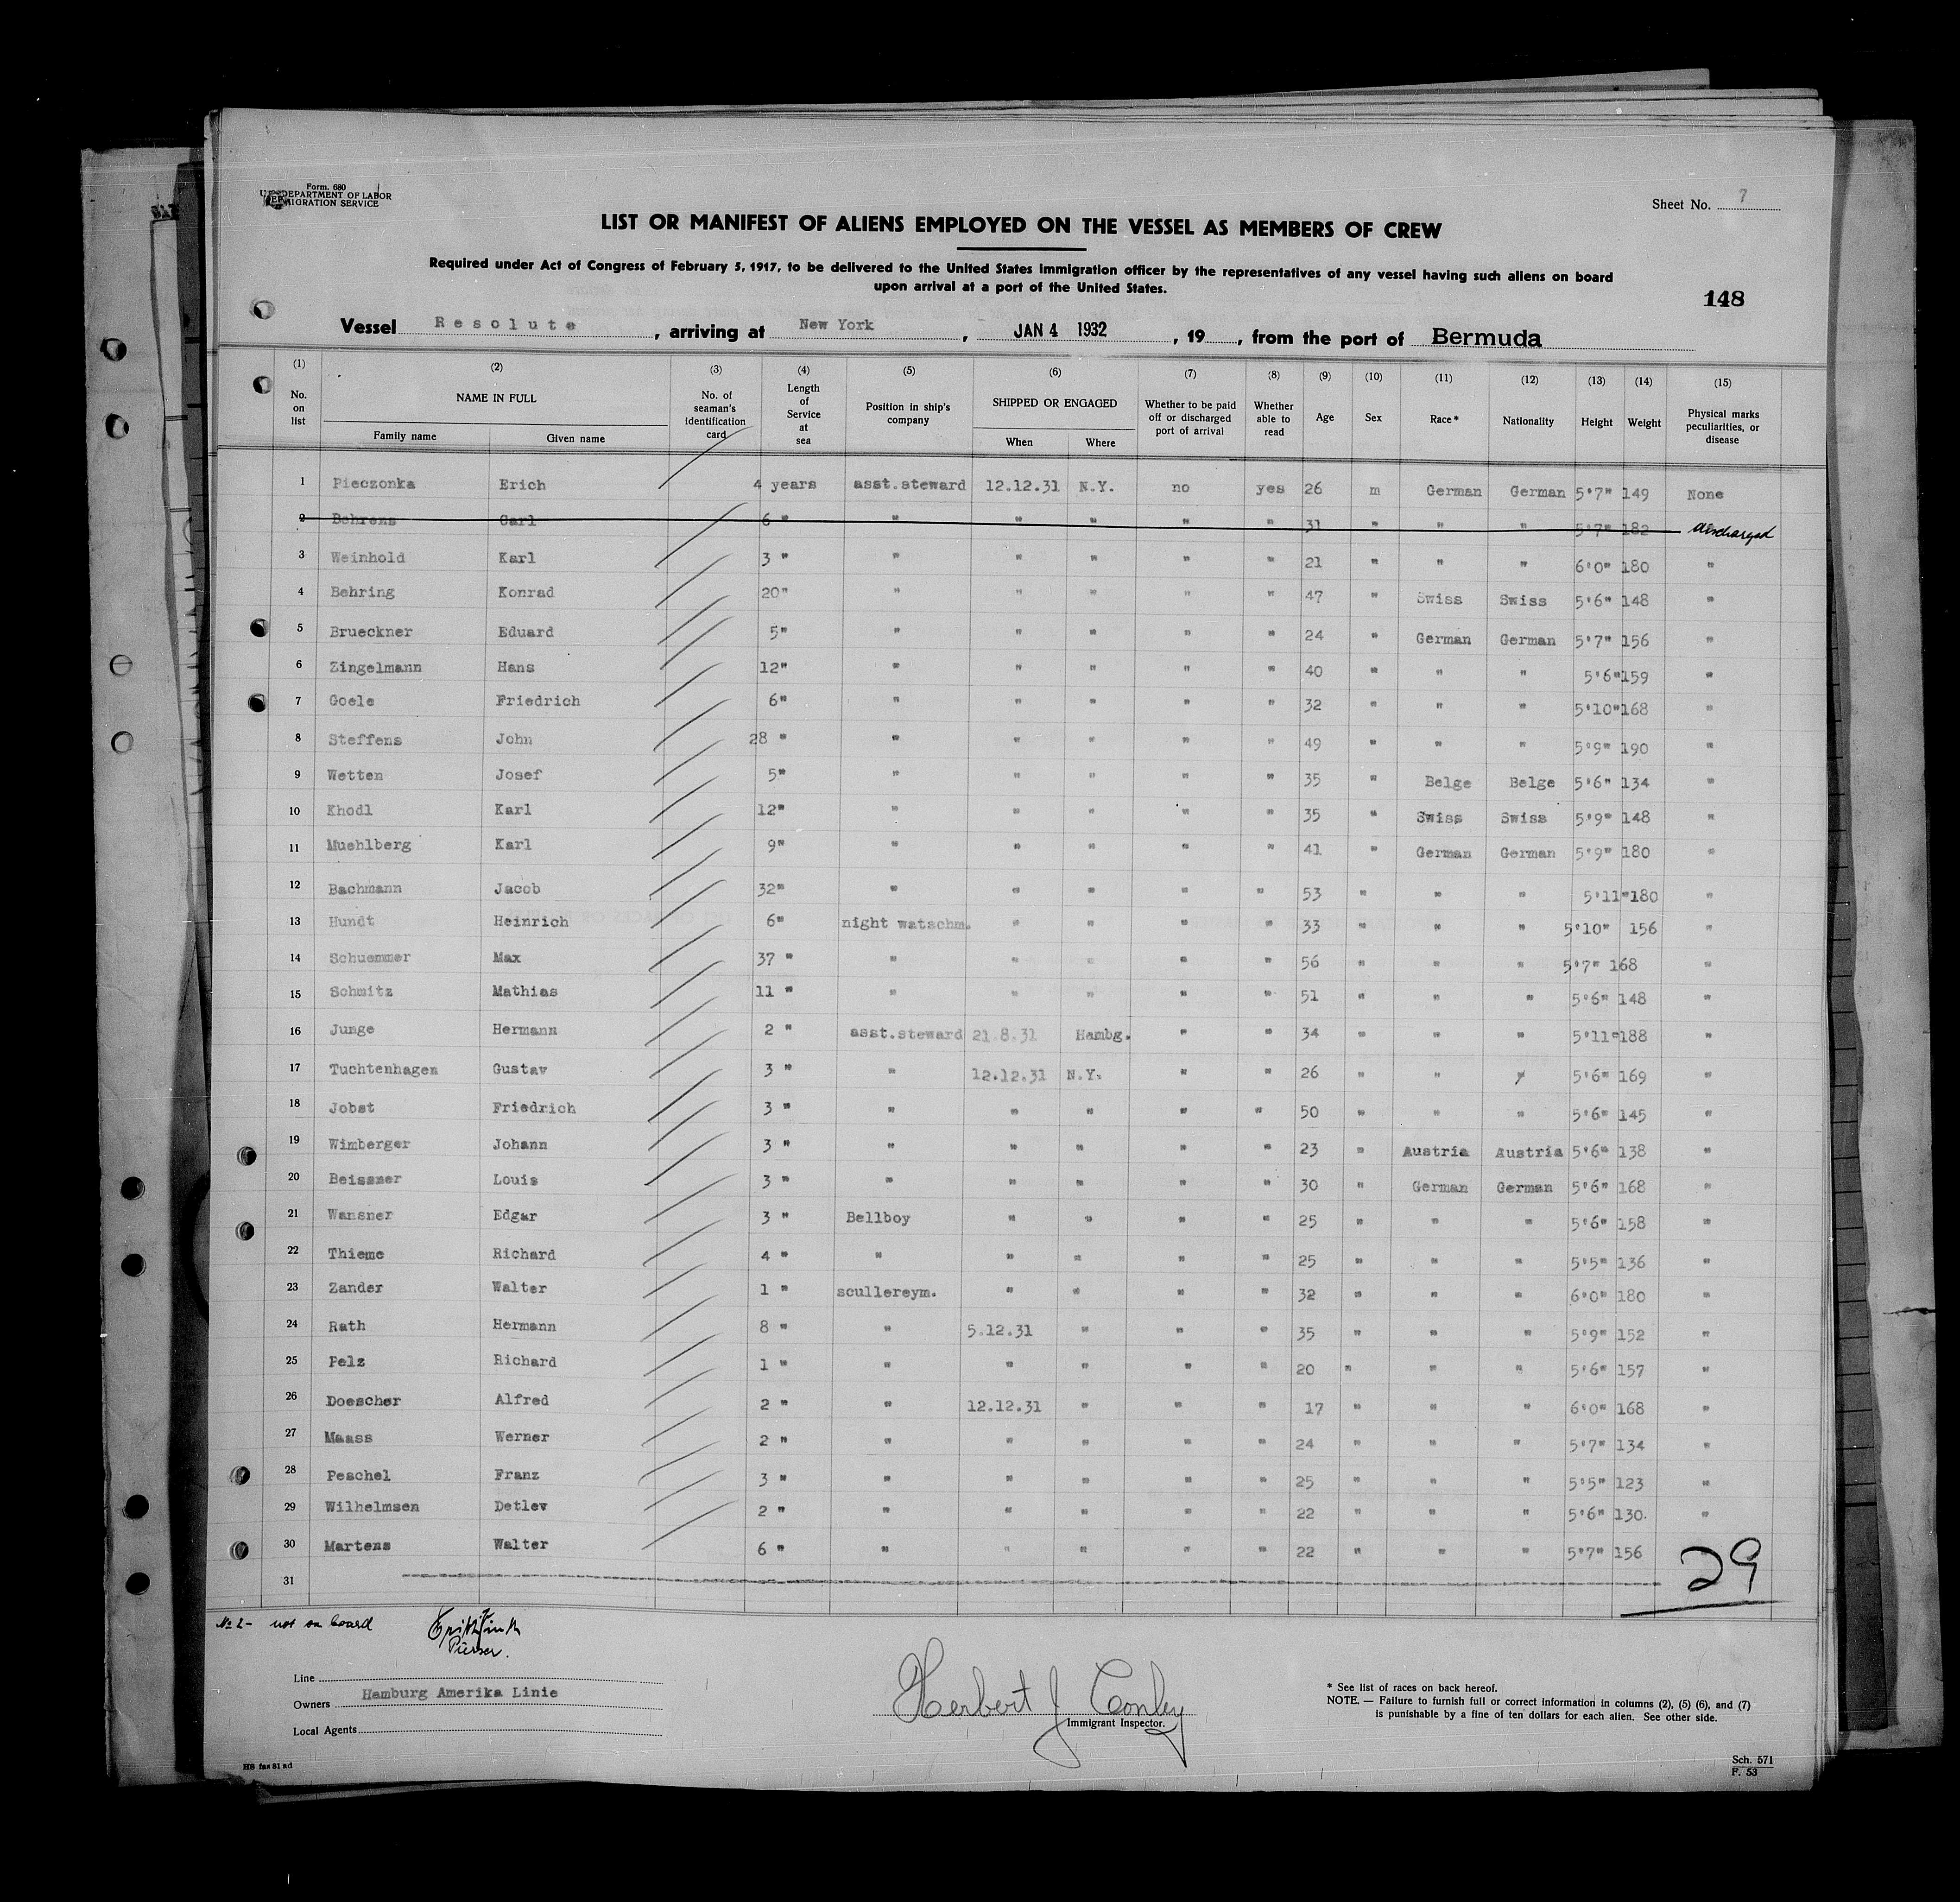 Form. 680
U. S. DEPARTMENT OF LABOR
IMMIGRATION SERVICE
Sheet No. 7
LIST OR MANIFEST OF ALIENS EMPLOYED ON THE VESSEL AS MEMBERS OF CREW
Required under Act of Congress of February 5, 1917, to be delivered to the United States immigration officer by the representatives of any vessel having such aliens on board
upon arrival at a port of the United States.
148
Vessel Resolute, arriving at New York, JAN 4 1932, 19, from the port of Bermuda
(1) (2) (3) (4) (5) (6) (7) (8) (9) (10) (11) (12) (13) (14) (15)
No. on list NAME IN FULL Family name Given name No. of seaman's identification card Length of Service at sea Position in ship's company SHIPPED OR ENGAGED When Where Whether to be paid off or discharged port of arrival Whether able to read Age Sex Race* Nationality Height Weight Physical marks peculiarities, or disease
1 Pieczonka Erich 4 years asst.steward 12.12.31 N.Y. no yes 26 m German German 5'7" 149 None
2 Behrens Carl 6 " " " " " " 31 " " " 5'7" 182 discharged
3 Weinhold Karl 3 " " " " " " 21 " " " 6'0" 180 "
4 Behring Konrad 20" " " " " " 47 " Swiss Swiss 5'6" 148 "
5 Brueckner Eduard 5" " " " " " 24 " German German 5'7" 156 "
6 Zingelmann Hans 12" " " " " " 40 " " " 5'6" 159 "
7 Goele Friedrich 6" " " " " " 32 " " " 5'10" 168 "
8 Steffens John 28 " " " " " " 49 " " " 5'9" 190 "
9 Wetten Josef 5" " " " " " 35 " Belge Belge 5'6" 134 "
10 Khodl Karl 12" " " " " " 35 " Swiss Swiss 5'9" 148 "
11 Muehlberg Karl 9" " " " " " 41 " German German 5'9" 180 "
12 Bachmann Jacob 32" " " " " " 53 " " " 5'11" 180 "
13 Hundt Heinrich 6" night watschm. " " " " 33 " " " 5'10" 156 "
14 Schuemmer Max 37 " " " " " " 56 " " " 5'7" 168 "
15 Schmitz Mathias 11 " " " " " " 51 " " " 5'6" 148 "
16 Junge Hermann 2 " asst.steward 21.8.31 Hambg. " " 34 " " " 5'11" 188 "
17 Tuchtenhagen Gustav 3 " " 12.12.31 N.Y. " " 26 " " " 5'6" 169 "
18 Jobst Friedrich 3 " " " " " " 50 " " " 5'6" 145 "
19 Wimberger Johann 3 " " " " " " 23 " Austria Austria 5'6" 138 "
20 Beissner Louis 3 " " " " " " 30 " German German 5'6" 168 "
21 Wansner Edgar 3 " Bellboy " " " " 25 " " " 5'6" 158 "
22 Thieme Richard 4 " " " " " " 25 " " " 5'5" 136 "
23 Zander Walter 1 " scullereym. " " " " 32 " " " 6'0" 180 "
24 Rath Hermann 8 " " 5.12.31 " " " 35 " " " 5'9" 152 "
25 Pelz Richard 1 " " " " " " 20 " " " 5'6" 157 "
26 Doescher Alfred 2 " " 12.12.31 " " " 17 " " " 6'0" 168 "
27 Maass Werner 2 " " " " " " 24 " " " 5'7" 134 "
28 Peschel Franz 3 " " " " " " 25 " " " 5'5" 123 "
29 Wilhelmsen Detlev 2 " " " " " " 22 " " " 5'6" 130. "
30 Martens Walter 6 " " " " " " 22 " " " 5'7" 156
31
29
No 2 - not on board
Purser.
Line
Owners Hamburg Amerika Linie
Local Agents
Herbert J Conley
Immigrant Inspector.
* See list of races on back hereof.
NOTE. — Failure to furnish full or correct information in columns (2), (5) (6), and (7)
is punishable by a fine of ten dollars for each alien. See other side.
HB fas 81 ad
Sch. 571
F. 53